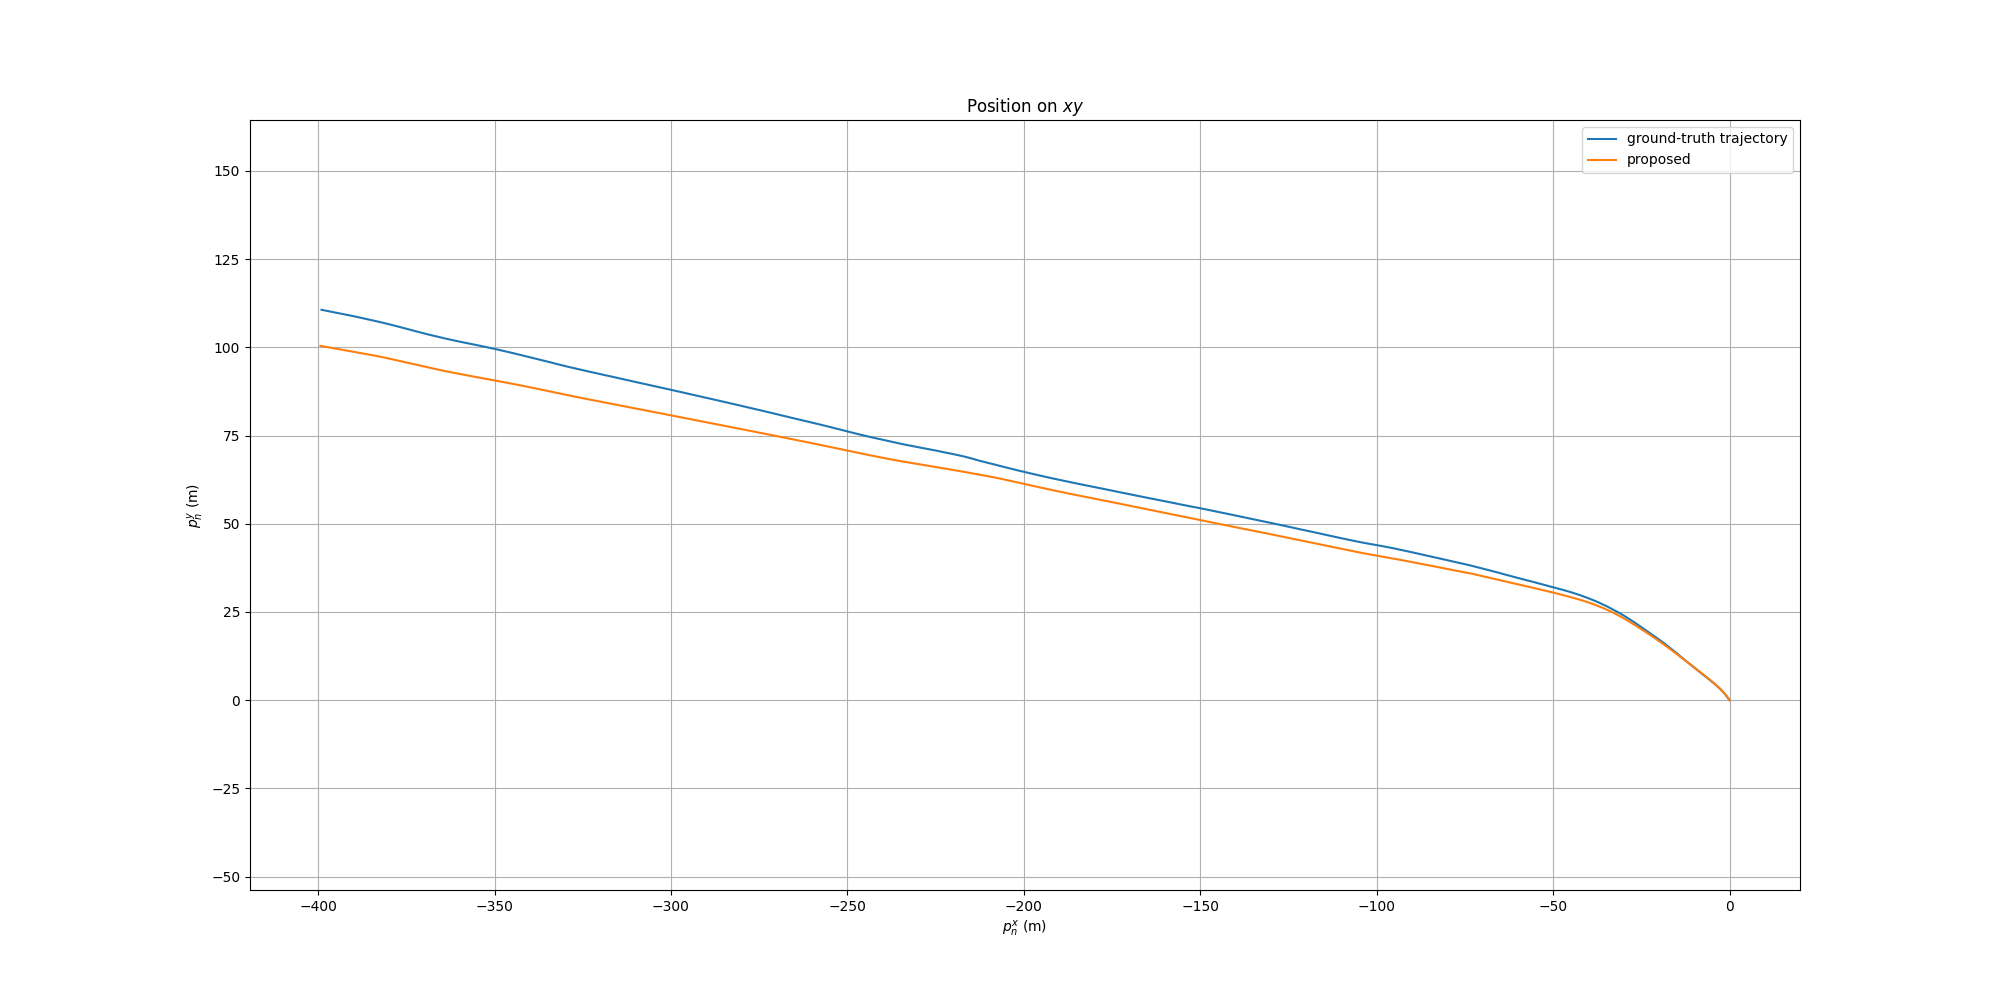 Position on xy
ground-truth trajectory
proposed
150
125
100
75
50
25
0
−25
−50
p_n^y (m)
−400 −350 −300 −250 −200 −150 −100 −50 0
p_n^x (m)